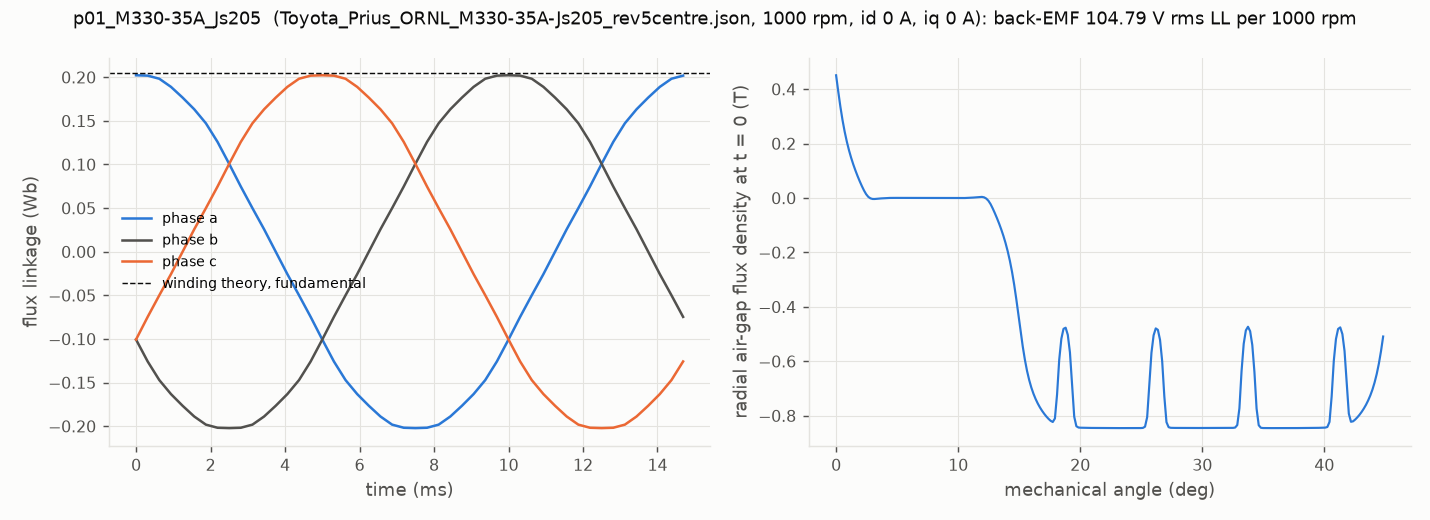 p01_M330-35A_Js205  (Toyota_Prius_ORNL_M330-35A-Js205_rev5centre.json, 1000 rpm, id 0 A, iq 0 A): back-EMF 104.79 V rms LL per 1000 rpm
flux linkage (Wb)
0.20
0.15
0.10
0.05
0.00
−0.05
−0.10
−0.15
−0.20
phase a
phase b
phase c
winding theory, fundamental
0 2 4 6 8 10 12 14
time (ms)
radial air-gap flux density at t = 0 (T)
0.4
0.2
0.0
−0.2
−0.4
−0.6
−0.8
0 10 20 30 40
mechanical angle (deg)